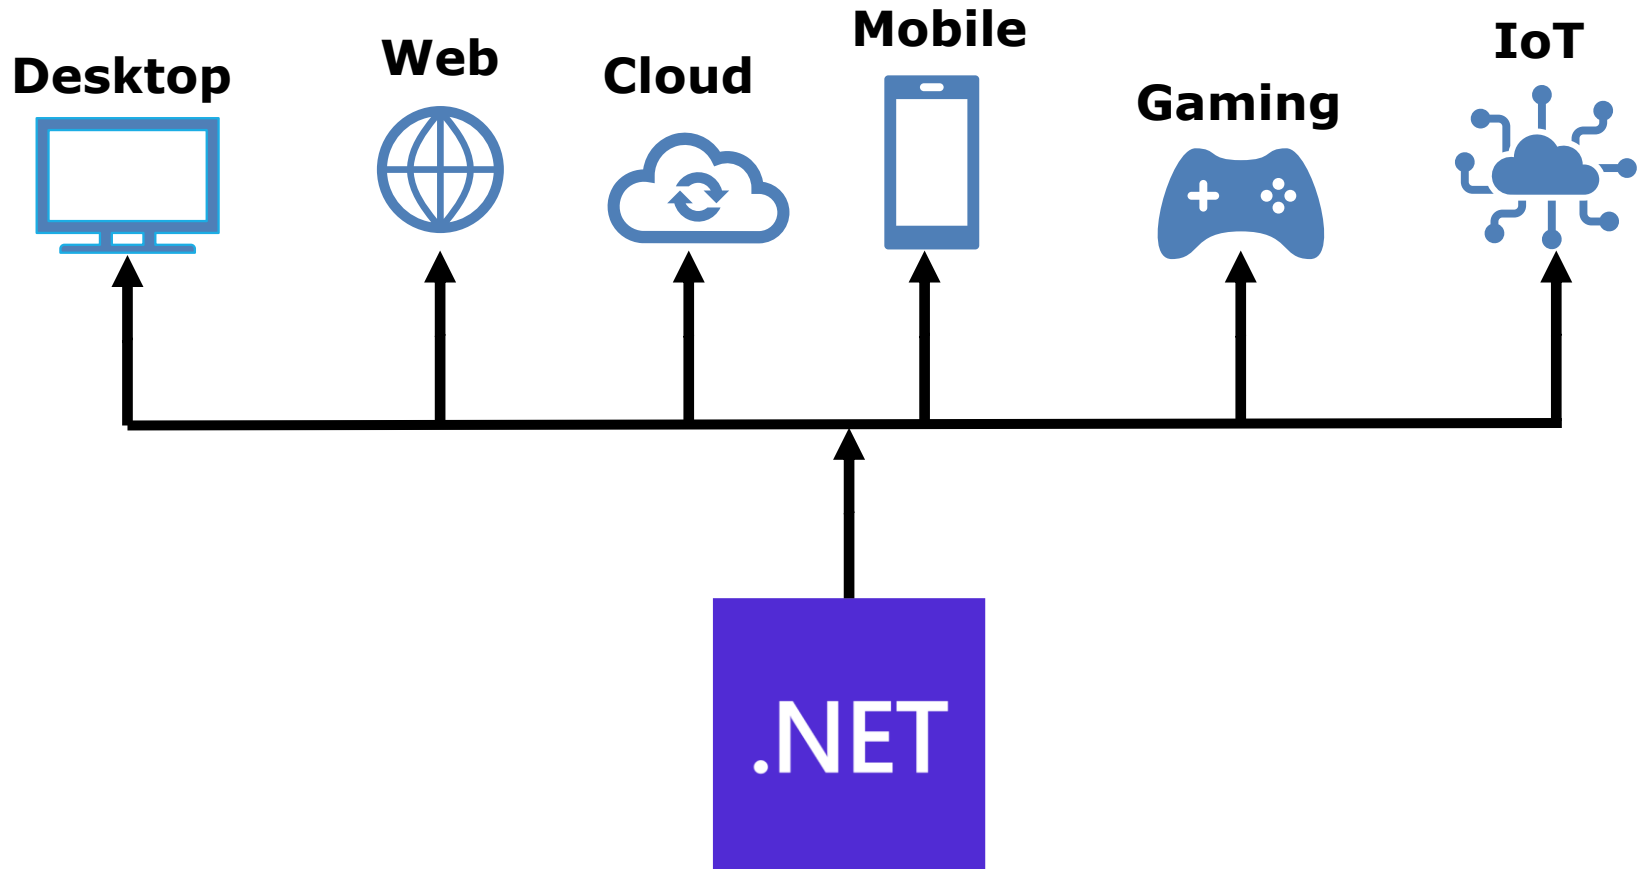 Desktop
Web
Cloud
Mobile
Gaming
IoT
.NET